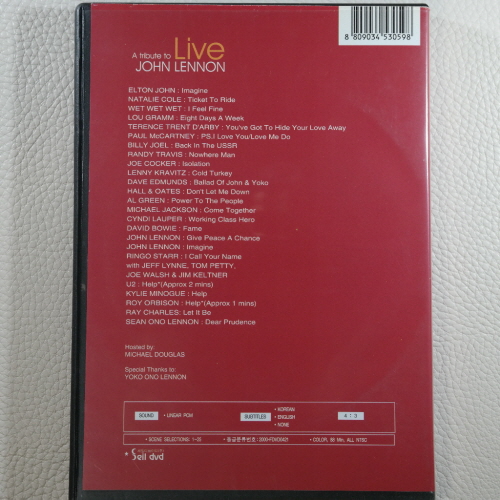 A tribute to Live
JOHN LENNON
8 809034 530598
ELTON JOHN : Imagine
NATALIE COLE : Ticket To Ride
WET WET WET : I Feel Fine
LOU GRAMM : Eight Days A Week
TERENCE TRENT D'ARBY : You've Got To Hide Your Love Away
PAUL McCARTNEY : PS.I Love You/Love Me Do
BILLY JOEL : Back In The USSR
RANDY TRAVIS : Nowhere Man
JOE COCKER : Isolation
LENNY KRAVITZ : Cold Turkey
DAVE EDMUNDS : Ballad Of John & Yoko
HALL & OATES : Don't Let Me Down
AL GREEN : Power To The People
MICHAEL JACKSON : Come Together
CYNDI LAUPER : Working Class Hero
DAVID BOWIE : Fame
JOHN LENNON : Give Peace A Chance
JOHN LENNON : Imagine
RINGO STARR : I Call Your Name
with JEFF LYNNE, TOM PETTY,
JOE WALSH & JIM KELTNER
U2 : Help*(Approx 2 mins)
KYLIE MINOGUE : Help
ROY ORBISON : Help*(Approx 1 mins)
RAY CHARLES: Let It Be
SEAN ONO LENNON : Dear Prudence
Hosted by:
MICHAEL DOUGLAS
Special Thanks to:
YOKO ONO LENNON
SOUND
• LINEAR PCM
SUBTITLES
• KOREAN
• ENGLISH
• NONE
4 : 3
• SCENE SELECTIONS: 1-25
• COLOR, 68 Min, ALL NTSC
Seil dvd